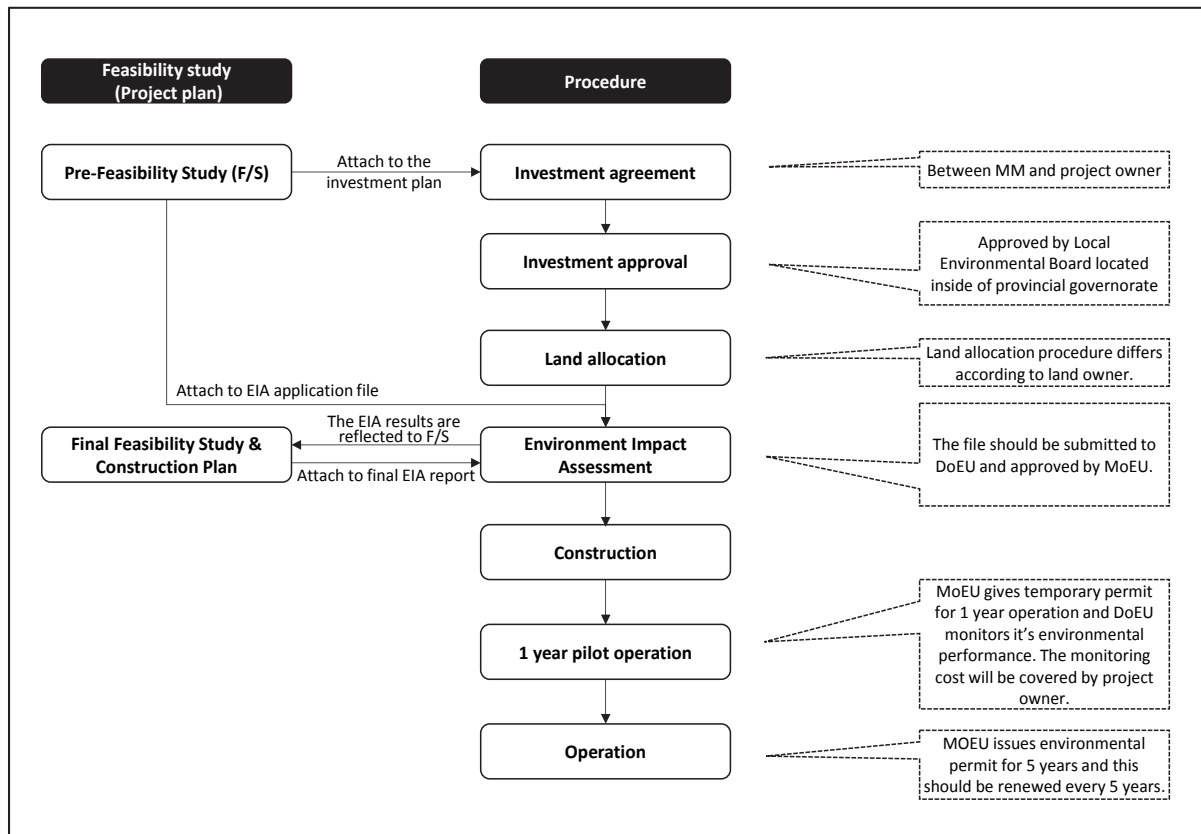 Feasibility study
(Project plan)
Procedure
Pre-Feasibility Study (F/S)
Attach to the
investment plan
Investment agreement
Between MM and project owner
Investment approval
Approved by Local
Environmental Board located
inside of provincial governorate
Land allocation
Land allocation procedure differs
according to land owner.
Attach to EIA application file
The EIA results are
reflected to F/S
Final Feasibility Study &
Construction Plan
Attach to final EIA report
Environment Impact
Assessment
The file should be submitted to
DoEU and approved by MoEU.
Construction
1 year pilot operation
MoEU gives temporary permit
for 1 year operation and DoEU
monitors it's environmental
performance. The monitoring
cost will be covered by project
owner.
Operation
MOEU issues environmental
permit for 5 years and this
should be renewed every 5 years.